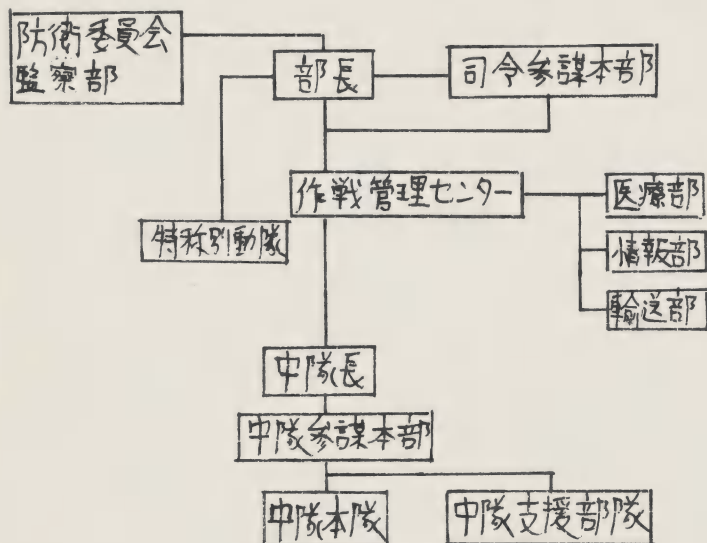 防衛委員会
監察部
部長
司令参謀本部
作戦管理センター
医療部
特称別動隊
情報部
輸送部
中隊長
中隊参謀本部
中隊本隊
中隊支援部隊